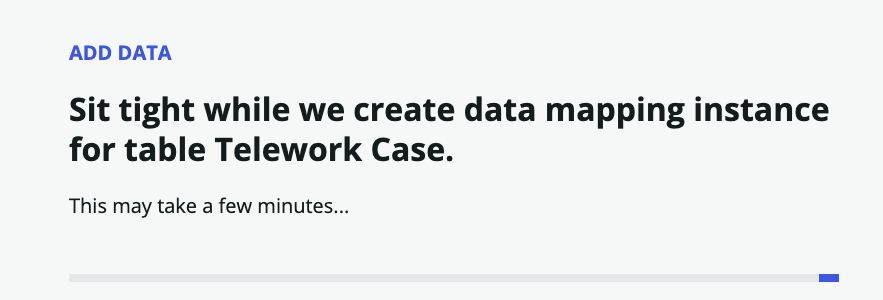 ADD DATA
Sit tight while we create data mapping instance
for table Telework Case.
This may take a few minutes...